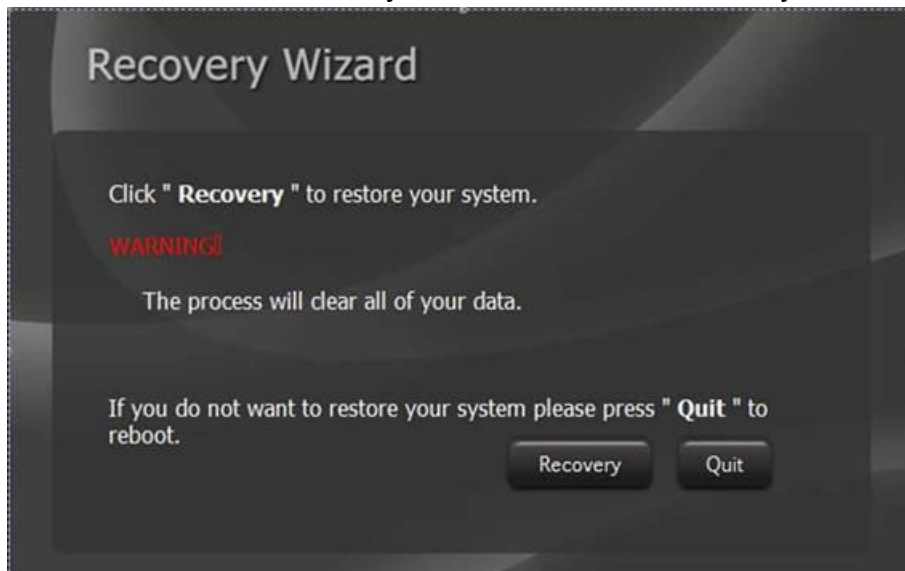 Recovery Wizard
Click " Recovery " to restore your system.
WARNING
The process will clear all of your data.
If you do not want to restore your system please press " Quit " to
reboot.
Recovery
Quit